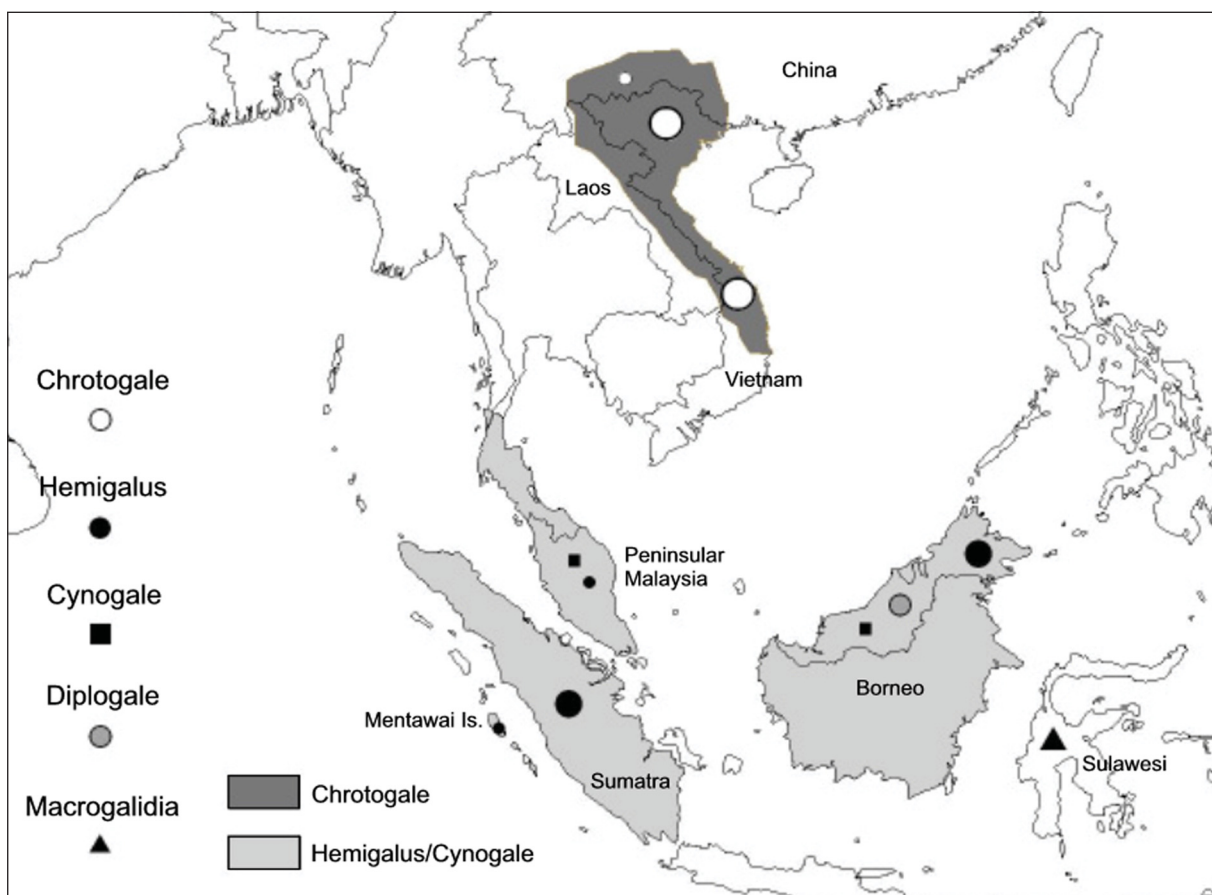 China
Laos
Vietnam
Chrotogale
Hemigalus
Cynogale
Diplogale
Macrogalidia
Peninsular
Malaysia
Borneo
Mentawai Is.
Sumatra
Sulawesi
Chrotogale
Hemigalus/Cynogale